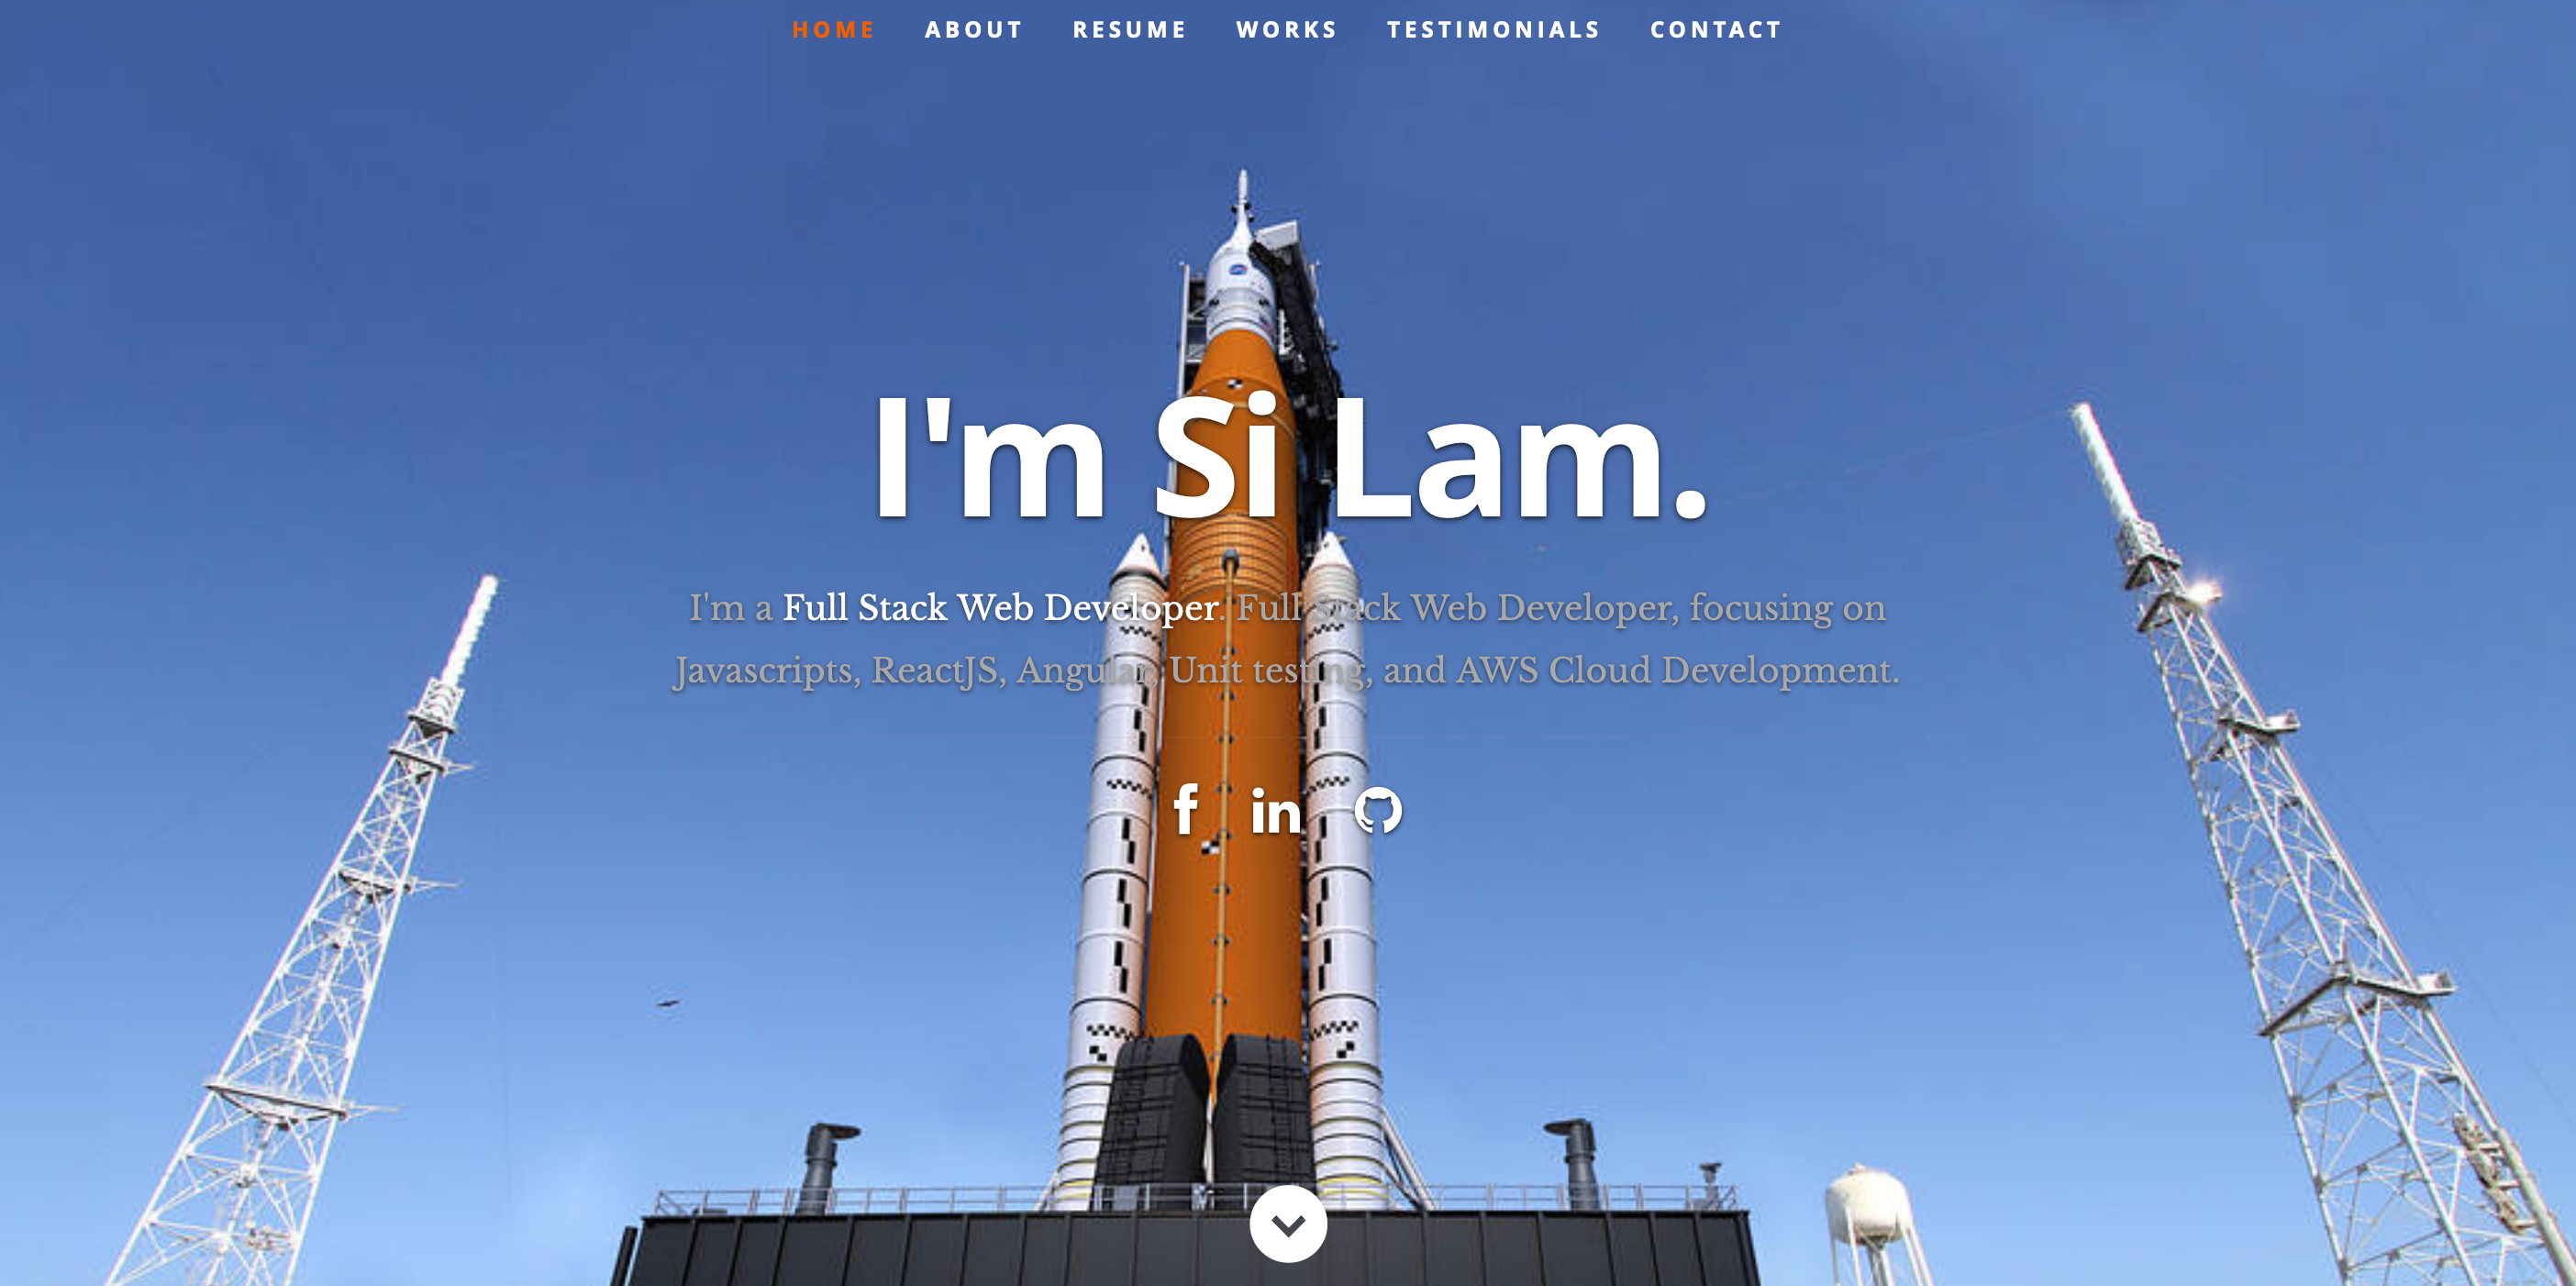 HOME ABOUT RESUME WORKS TESTIMONIALS CONTACT
I'm Si Lam.
I'm a Full Stack Web Developer. Full Stack Web Developer, focusing on
Javascripts, ReactJS, Angular, Unit testing, and AWS Cloud Development.